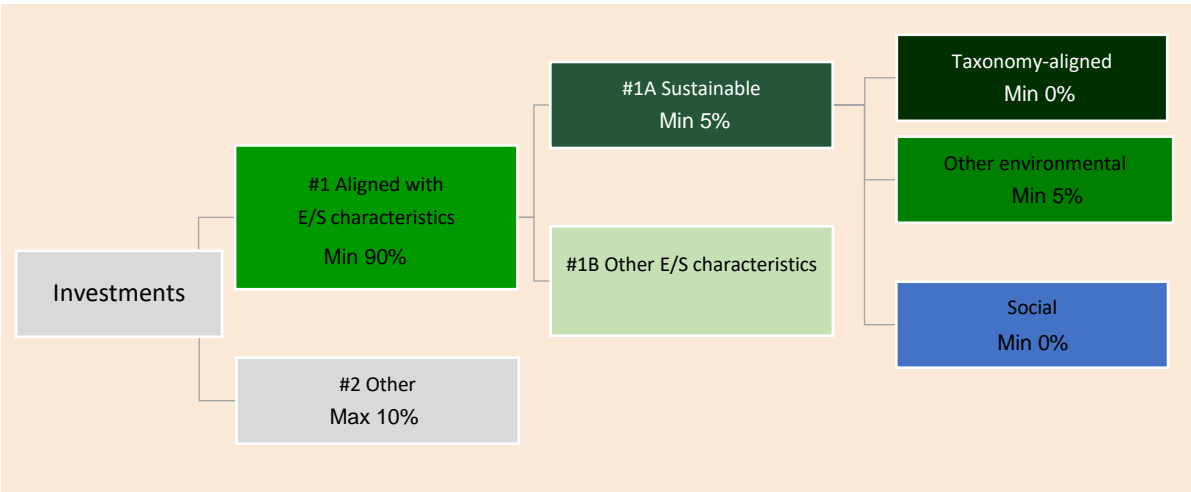 Investments
#1 Aligned with
E/S characteristics
Min 90%
#2 Other
Max 10%
#1A Sustainable
Min 5%
#1B Other E/S characteristics
Taxonomy-aligned
Min 0%
Other environmental
Min 5%
Social
Min 0%